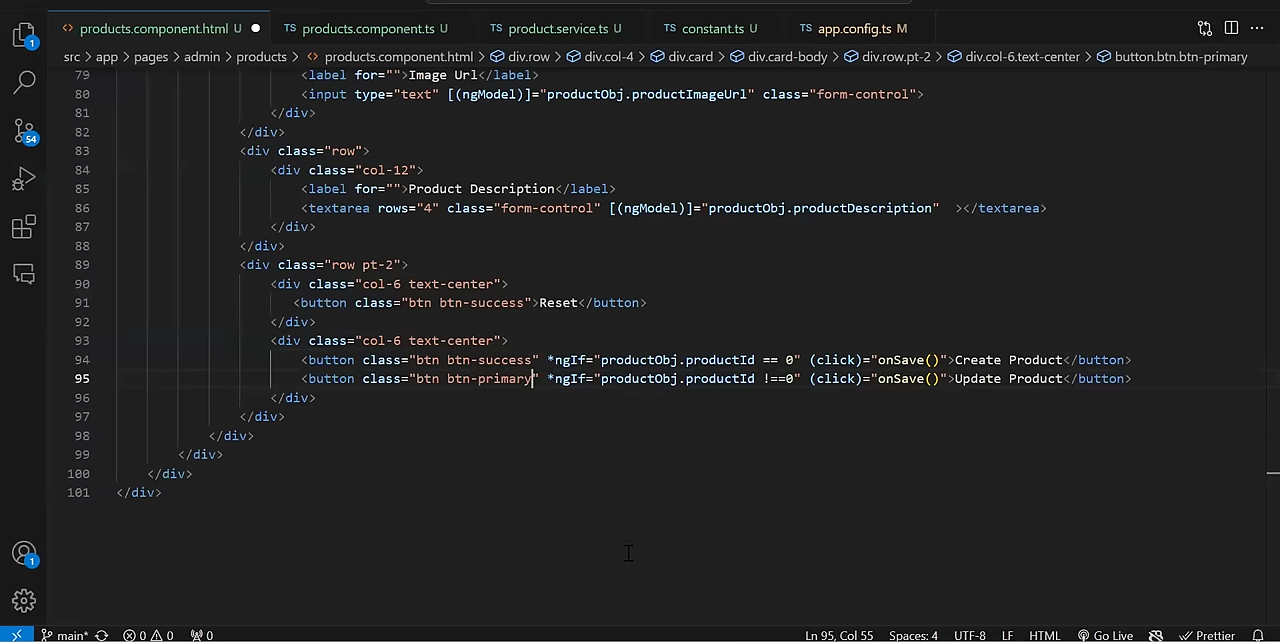 products.component.html U
TS products.component.ts U
TS product.service.ts U
TS constant.ts U
TS app.config.ts M
1
src > app > pages > admin > products > <> products.component.html > div.row > div.col-4 > div.card > div.card-body > div.row.pt-2 > div.col-6.text-center > button.btn.btn-primary
79 <label for="">Image Url</label>
80 <input type="text" [(ngModel)]="productObj.productImageUrl" class="form-control">
81 </div>
82 </div>
83 <div class="row">
84 <div class="col-12">
85 <label for="">Product Description</label>
86 <textarea rows="4" class="form-control" [(ngModel)]="productObj.productDescription"  ></textarea>
87 </div>
88 </div>
89 <div class="row pt-2">
90 <div class="col-6 text-center">
91 <button class="btn btn-success">Reset</button>
92 </div>
93 <div class="col-6 text-center">
94 <button class="btn btn-success" *ngIf="productObj.productId == 0" (click)="onSave()">Create Product</button>
95 <button class="btn btn-primary" *ngIf="productObj.productId !==0" (click)="onSave()">Update Product</button>
96 </div>
97 </div>
98 </div>
99 </div>
100 </div>
101 </div>
54
1
main* 0 0 0 Ln 95, Col 55 Spaces: 4 UTF-8 LF HTML Go Live Prettier